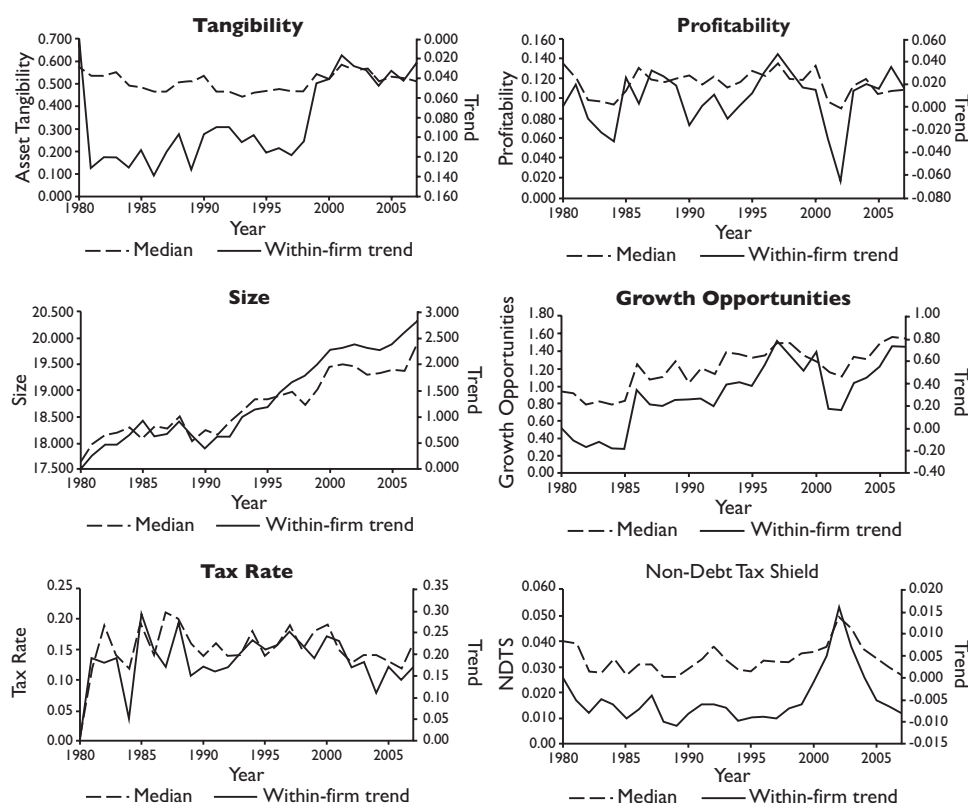 Tangibility
Asset Tangibility
0.700
0.600
0.500
0.400
0.300
0.200
0.100
0.000
0.000
0.020
0.040
0.060
0.080
0.100
0.120
0.140
0.160
Trend
1980 1985 1990 1995 2000 2005
Year
Median Within-firm trend
Profitability
Profitability
0.160
0.140
0.120
0.100
0.080
0.060
0.040
0.020
0.000
0.060
0.040
0.020
0.000
-0.020
-0.040
-0.060
-0.080
Trend
1980 1985 1990 1995 2000 2005
Year
Median Within-firm trend
Size
Size
20.500
20.000
19.500
19.000
18.500
18.000
17.500
3.000
2.500
2.000
1.500
1.000
0.500
0.000
Trend
1980 1985 1990 1995 2000 2005
Year
Median Within-firm trend
Growth Opportunities
Growth Opportunities
1.80
1.60
1.40
1.20
1.00
0.80
0.60
0.40
0.20
0.00
1.00
0.80
0.60
0.40
0.20
0.00
-0.20
-0.40
Trend
1980 1985 1990 1995 2000 2005
Year
Median Within-firm trend
Tax Rate
Tax Rate
0.25
0.20
0.15
0.10
0.05
0.00
0.35
0.30
0.25
0.20
0.15
0.10
0.05
0.00
Trend
1980 1985 1990 1995 2000 2005
Year
Median Within-firm trend
Non-Debt Tax Shield
NDTS
0.060
0.050
0.040
0.030
0.020
0.010
0.00
0.020
0.015
0.010
0.005
0.000
-0.005
-0.010
-0.015
Trend
1980 1985 1990 1995 2000 2005
Year
Median Within-firm trend